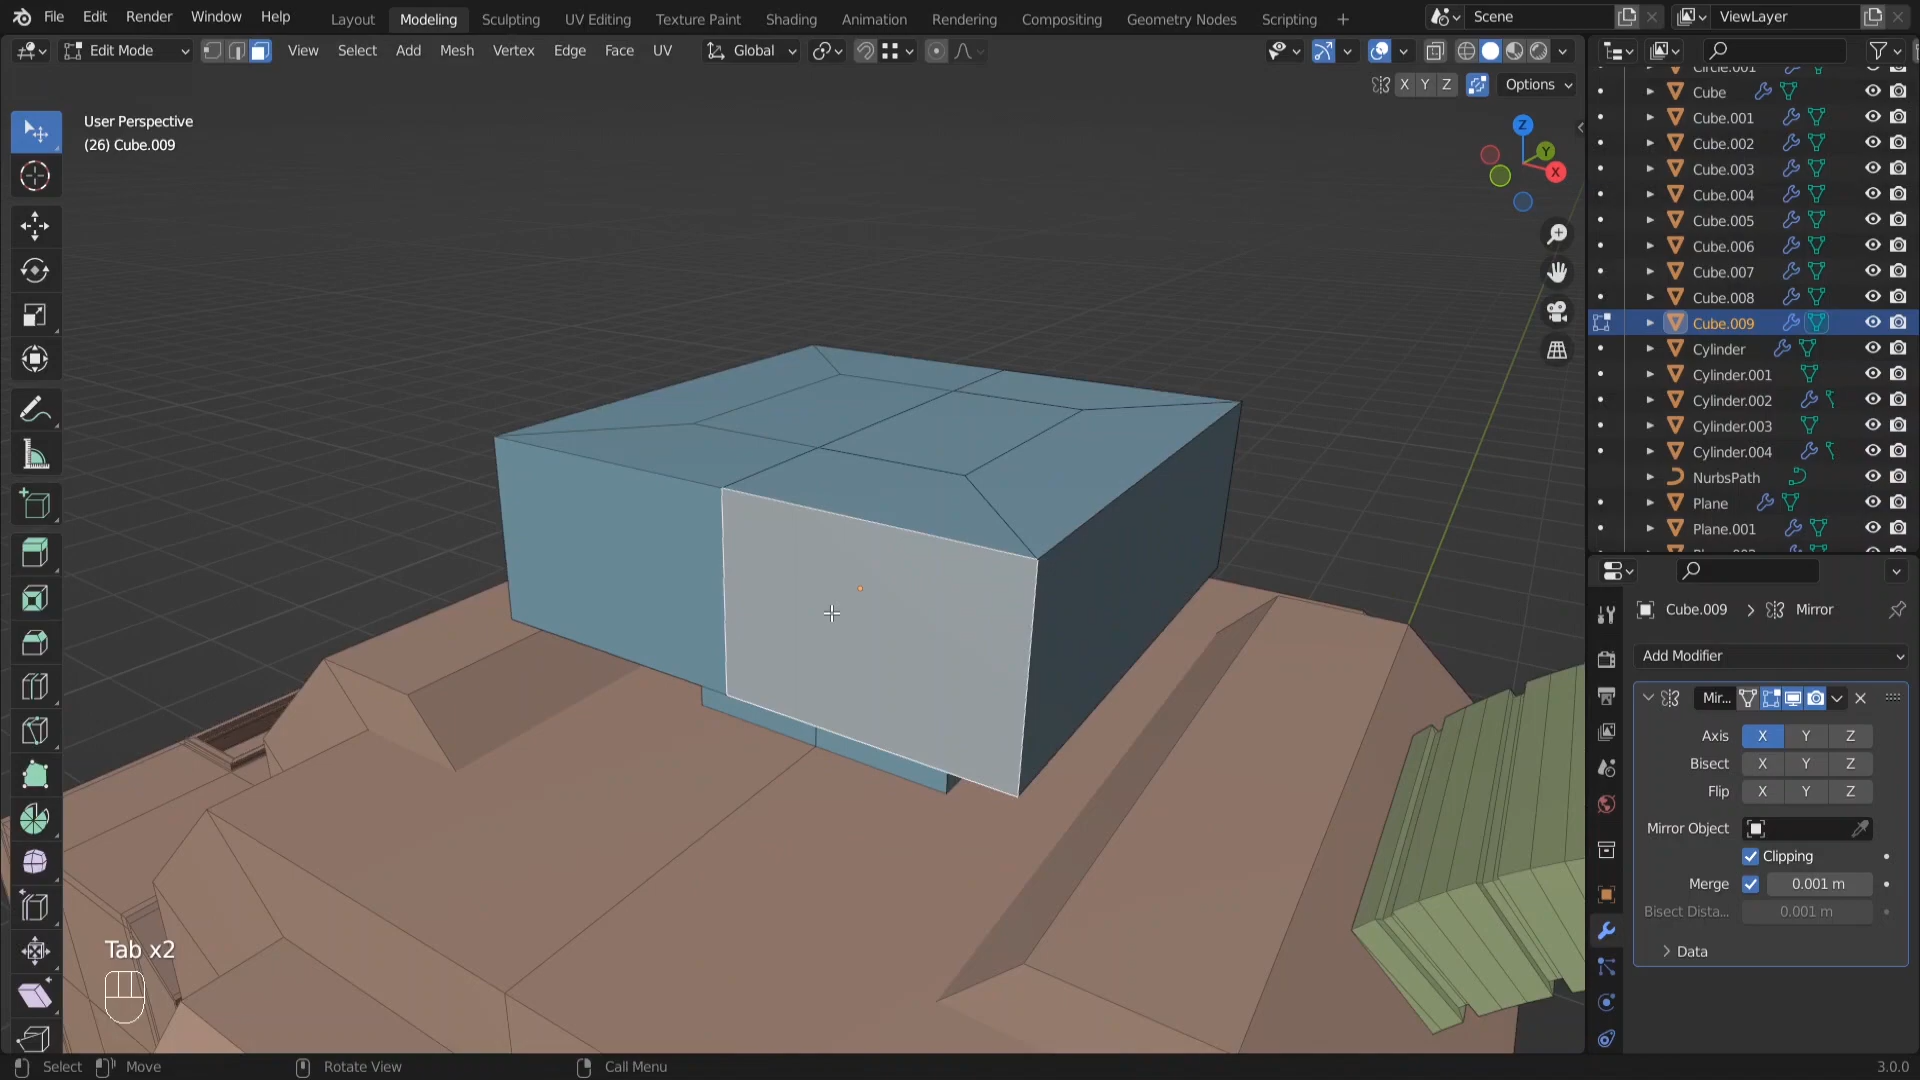 File Edit Render Window Help Layout Modeling Sculpting UV Editing Texture Paint Shading Animation Rendering Compositing Geometry Nodes Scripting + Scene ViewLayer
Edit Mode View Select Add Mesh Vertex Edge Face UV Global
X Y Z Options
User Perspective
(26) Cube.009
Z
Y
X
Circle.001
Cube
Cube.001
Cube.002
Cube.003
Cube.004
Cube.005
Cube.006
Cube.007
Cube.008
Cube.009
Cylinder
Cylinder.001
Cylinder.002
Cylinder.003
Cylinder.004
NurbsPath
Plane
Plane.001
Cube.009 > Mirror
Add Modifier
Mir...
Axis X Y Z
Bisect X Y Z
Flip X Y Z
Mirror Object
Clipping
Merge 0.001 m
Bisect Dista... 0.001 m
Data
Tab x2
Select Move Rotate View Call Menu 3.0.0